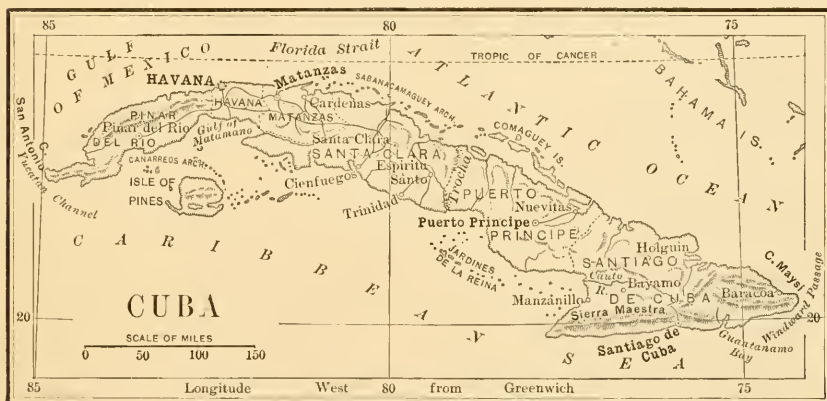 85
80
75
GULF
OF MEXICO
Florida Strait
TROPIC OF CANCER
ATLANTIC OCEAN
BAHAMA IS.
HAVANA
Matanzas
SABANACAMAGUEY ARCH.
Cardenas
HAVANA
MATANZAS
San Antonio C.
PINAR
Pinar del Rio
DEL RIO
Gulf of
Matamano
COMAGUEY IS.
Santa Clara
SANTA CLARA
Yucatan Channel
CANARREOS ARCH.
ISLE OF
PINES
Cienfuegos
Espiritu
Santo
Trocha
Trinidad
PUERTO
Nuevitas
Puerto Principe
PRINCIPE
CARIBBEAN SEA
JARDINES
DE LA REINA
Holguin
SANTIAGO
Cauto
R.
Bayamo
DE CUBA
C. Maysi
Baracoa
Windward Passage
Manzanillo
Sierra Maestra
Santiago de
Cuba
Guantanamo
Bay
CUBA
SCALE OF MILES
0 50 100 150
20
20
85
80
75
Longitude West from Greenwich